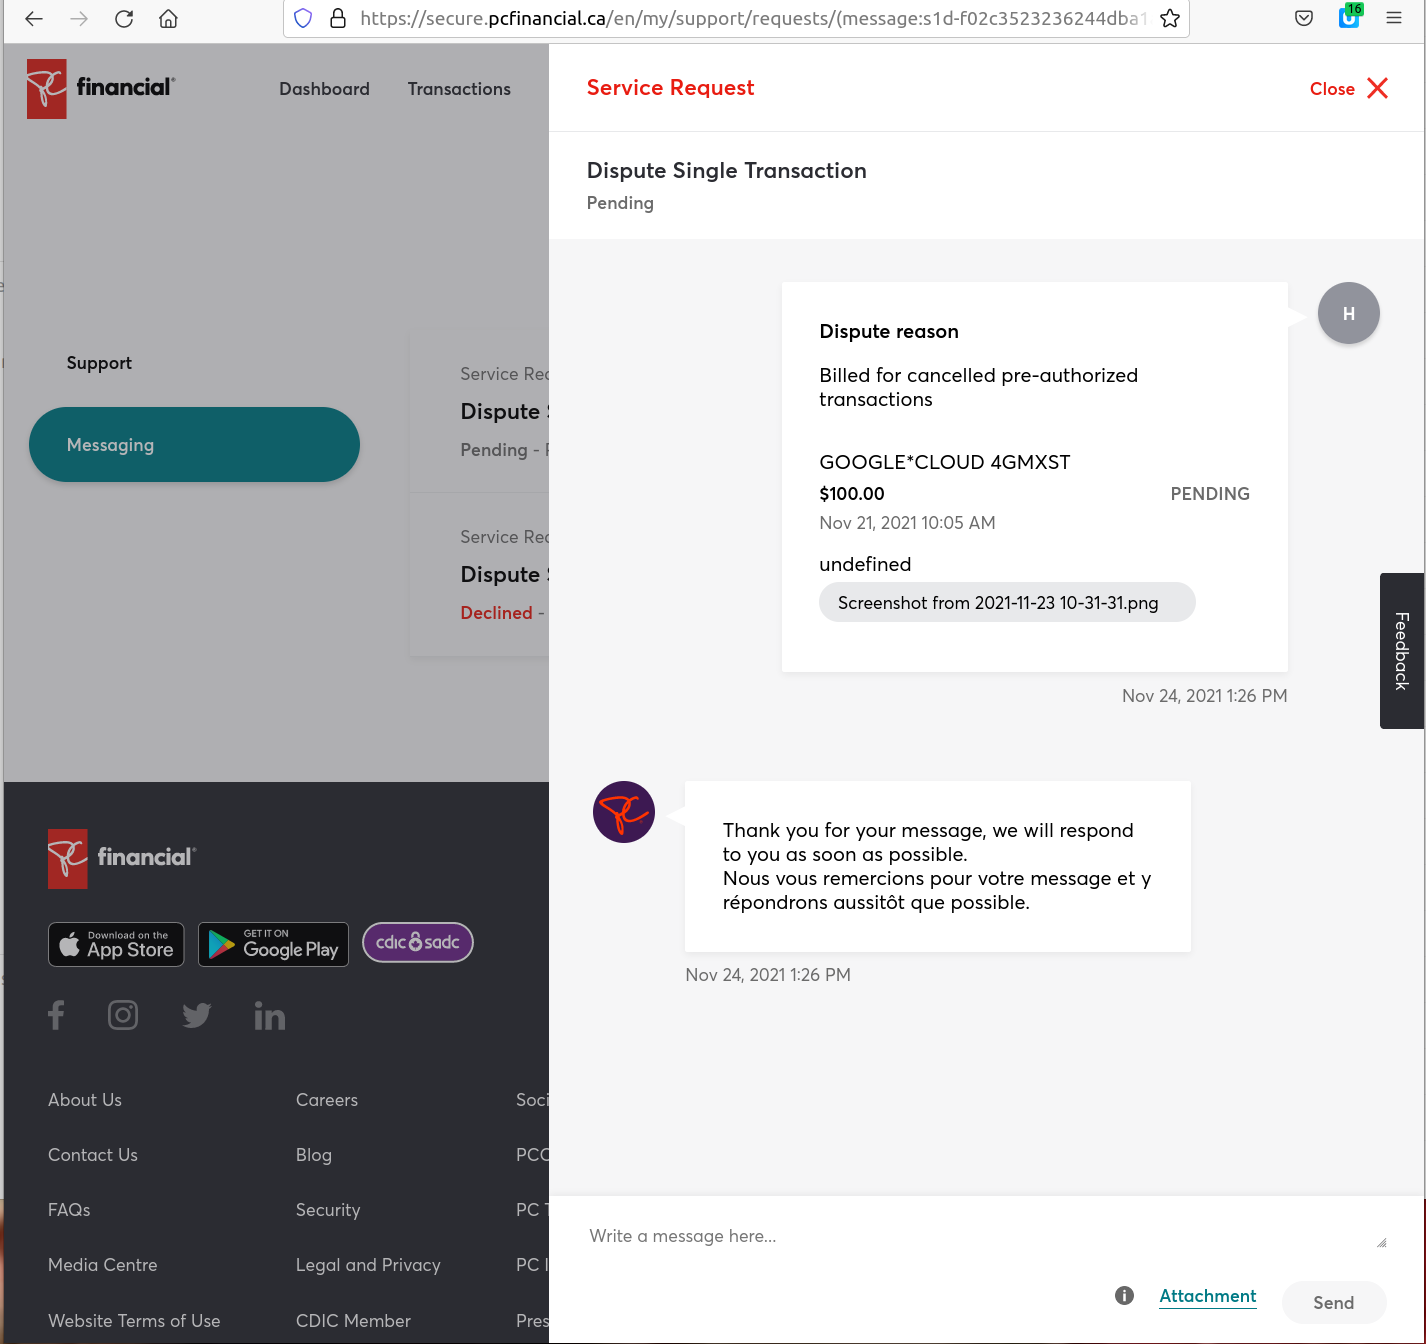 https://secure.pcfinancial.ca/en/my/support/requests/(message:s1d-f02c3523236244dba1
16
financial
Dashboard
Transactions
Service Request
Close
Dispute Single Transaction
Pending
Support
Messaging
Service Rec
Dispute
Pending -
Service Rec
Dispute
Declined -
Dispute reason
H
Billed for cancelled pre-authorized
transactions
GOOGLE*CLOUD 4GMXST
$100.00
PENDING
Nov 21, 2021 10:05 AM
undefined
Screenshot from 2021-11-23 10-31-31.png
Nov 24, 2021 1:26 PM
Feedback
Thank you for your message, we will respond
to you as soon as possible.
Nous vous remercions pour votre message et y
répondrons aussitôt que possible.
Nov 24, 2021 1:26 PM
financial
Download on the
App Store
GET IT ON
Google Play
cdic sadc
About Us
Careers
Soci
Contact Us
Blog
PCO
FAQs
Security
PC T
Media Centre
Legal and Privacy
PC I
Website Terms of Use
CDIC Member
Pres
Write a message here...
Attachment
Send